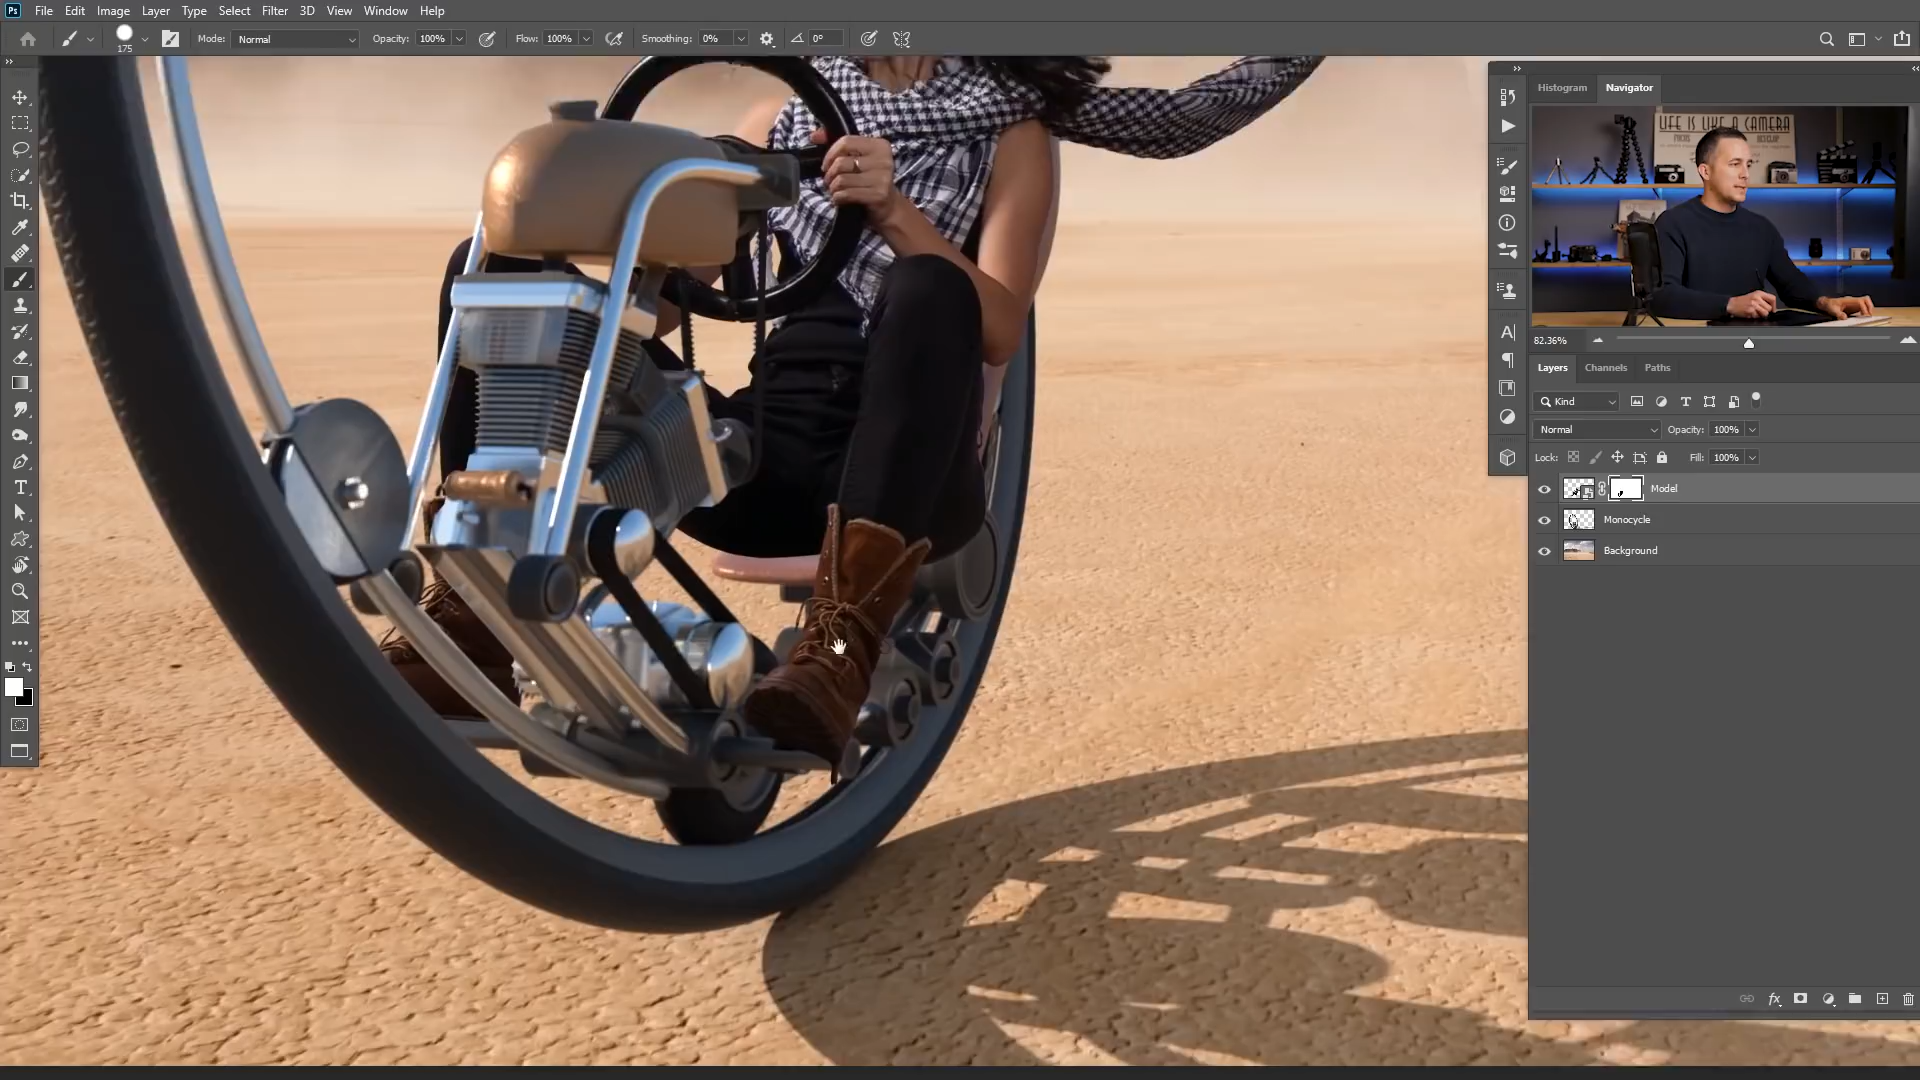 Ps File Edit Image Layer Type Select Filter 3D View Window Help
175 Mode: Normal Opacity: 100% Flow: 100% Smoothing: 0% 0°
Histogram Navigator
LIFE IS LIKE A CAMERA
82.36%
Layers Channels Paths
Kind
Normal Opacity: 100%
Lock: Fill: 100%
Model
Monocycle
Background